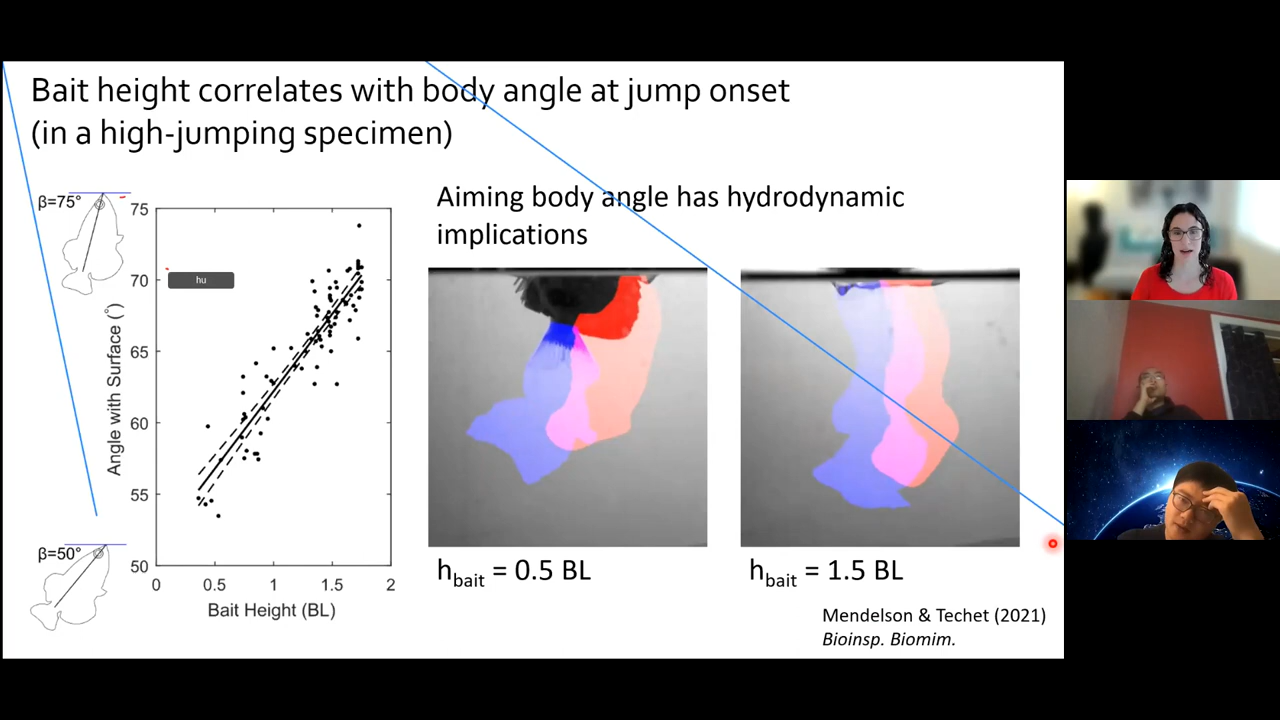 Bait height correlates with body angle at jump onset
(in a high-jumping specimen)
β=75°
75
70
65
60
55
50
Angle with Surface (°)
hu
β=50°
0
0.5
1
1.5
2
Bait Height (BL)
Aiming body angle has hydrodynamic
implications
h_bait = 0.5 BL
h_bait = 1.5 BL
Mendelson & Techet (2021)
Bioinsp. Biomim.